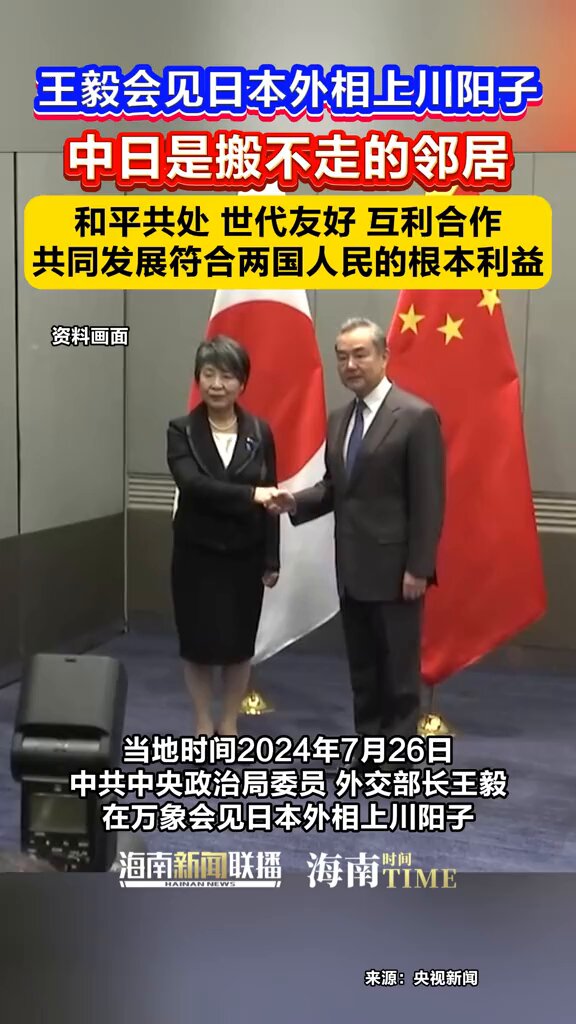 王毅会见日本外相上川阳子
中日是搬不走的邻居
和平共处 世代友好 互利合作
共同发展符合两国人民的根本利益
资料画面
当地时间2024年7月26日
中共中央政治局委员 外交部长王毅
在万象会见日本外相上川阳子
海南新闻联播
HAINAN NEWS
海南时间
TIME
来源：央视新闻